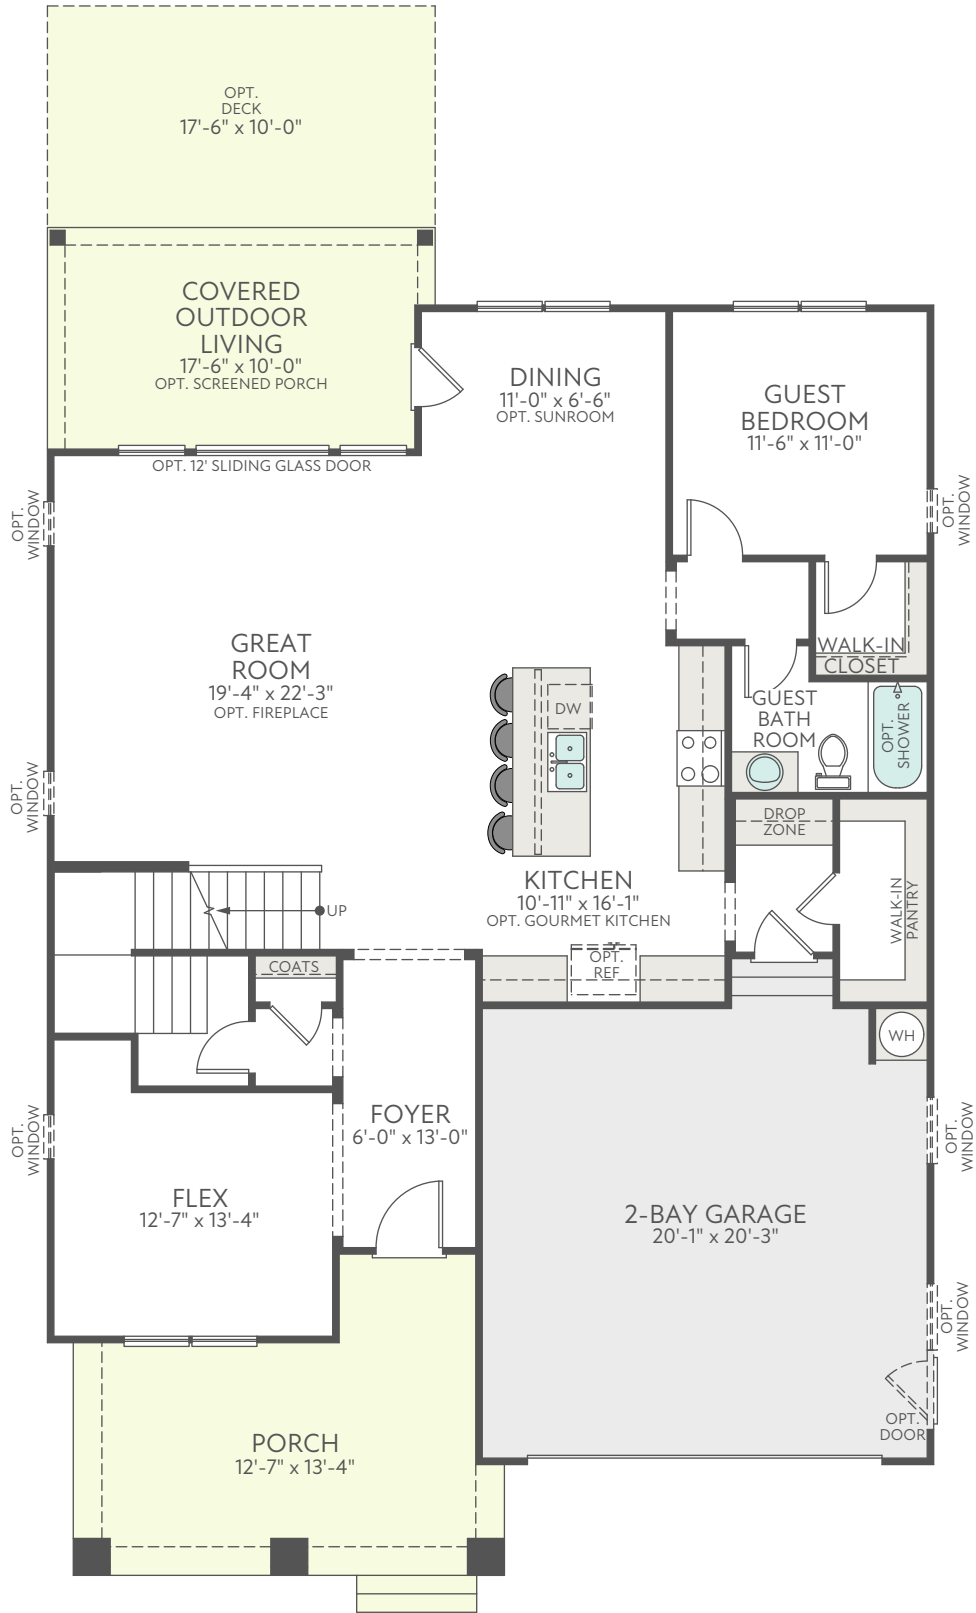 OPT.
DECK
17'-6" x 10'-0"
COVERED
OUTDOOR
LIVING
17'-6" x 10'-0"
OPT. SCREENED PORCH
DINING
11'-0" x 6'-6"
OPT. SUNROOM
GUEST
BEDROOM
11'-6" x 11'-0"
OPT. 12' SLIDING GLASS DOOR
OPT.
WINDOW
OPT.
WINDOW
GREAT
ROOM
19'-4" x 22'-3"
OPT. FIREPLACE
WALK-IN
CLOSET
DW
GUEST
BATH
ROOM
OPT.
SHOWER
OPT.
WINDOW
DROP
ZONE
KITCHEN
10'-11" x 16'-1"
OPT. GOURMET KITCHEN
WALK-IN
PANTRY
UP
COATS
OPT.
REF
WH
FOYER
6'-0" x 13'-0"
OPT.
WINDOW
OPT.
WINDOW
FLEX
12'-7" x 13'-4"
2-BAY GARAGE
20'-1" x 20'-3"
OPT.
WINDOW
OPT.
DOOR
PORCH
12'-7" x 13'-4"